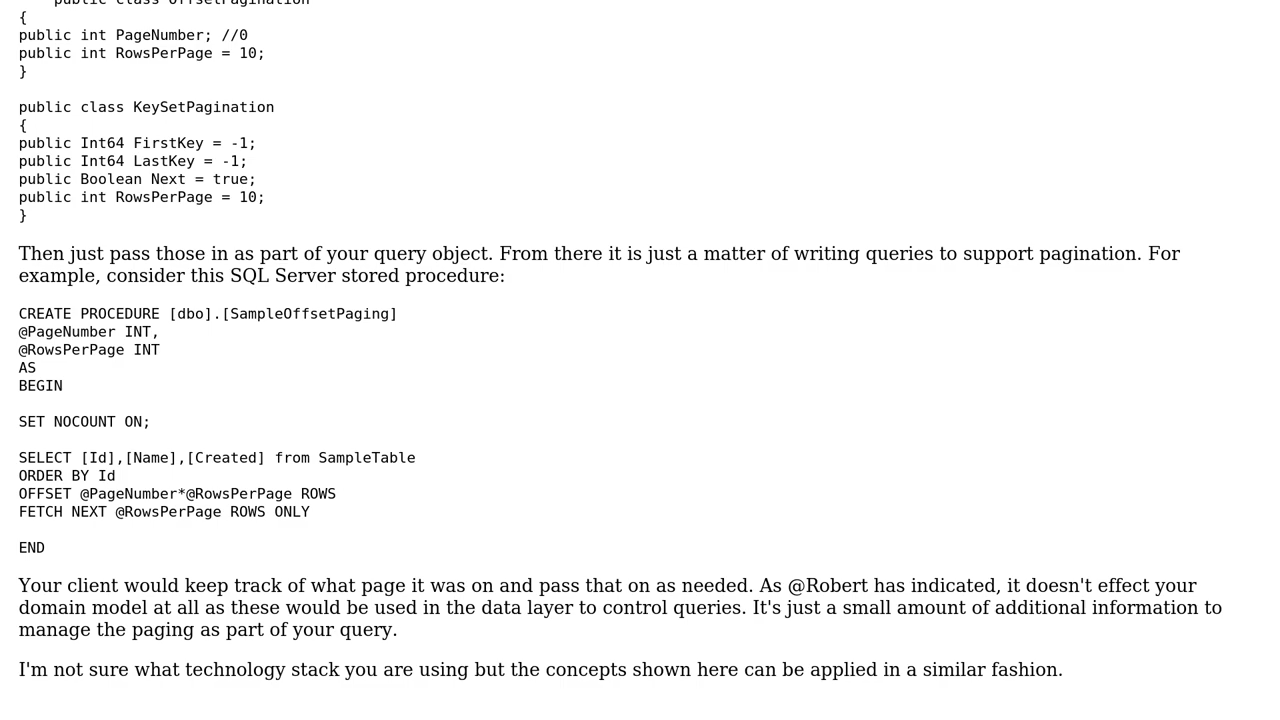 public class OffsetPagination
{
public int PageNumber; //0
public int RowsPerPage = 10;
}
public class KeySetPagination
{
public Int64 FirstKey = -1;
public Int64 LastKey = -1;
public Boolean Next = true;
public int RowsPerPage = 10;
}
Then just pass those in as part of your query object. From there it is just a matter of writing queries to support pagination. For
example, consider this SQL Server stored procedure:
CREATE PROCEDURE [dbo].[SampleOffsetPaging]
@PageNumber INT,
@RowsPerPage INT
AS
BEGIN
SET NOCOUNT ON;
SELECT [Id],[Name],[Created] from SampleTable
ORDER BY Id
OFFSET @PageNumber*@RowsPerPage ROWS
FETCH NEXT @RowsPerPage ROWS ONLY
END
Your client would keep track of what page it was on and pass that on as needed. As @Robert has indicated, it doesn't effect your
domain model at all as these would be used in the data layer to control queries. It's just a small amount of additional information to
manage the paging as part of your query.
I'm not sure what technology stack you are using but the concepts shown here can be applied in a similar fashion.